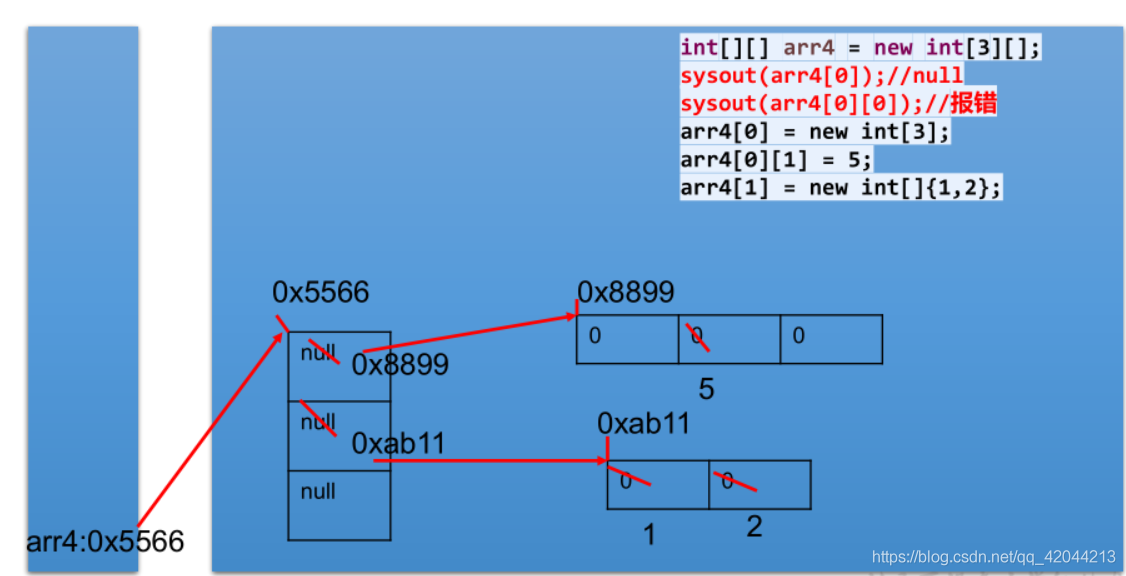 int[][] arr4 = new int[3][];
sysout(arr4[0]);//null
sysout(arr4[0][0]);//报错
arr4[0] = new int[3];
arr4[0][1] = 5;
arr4[1] = new int[]{1,2};
0x5566
0x8899
null
0x8899
0
0
0
5
null
0xab11
0xab11
null
0
0
1
2
arr4:0x5566
https://blog.csdn.net/qq_42044213